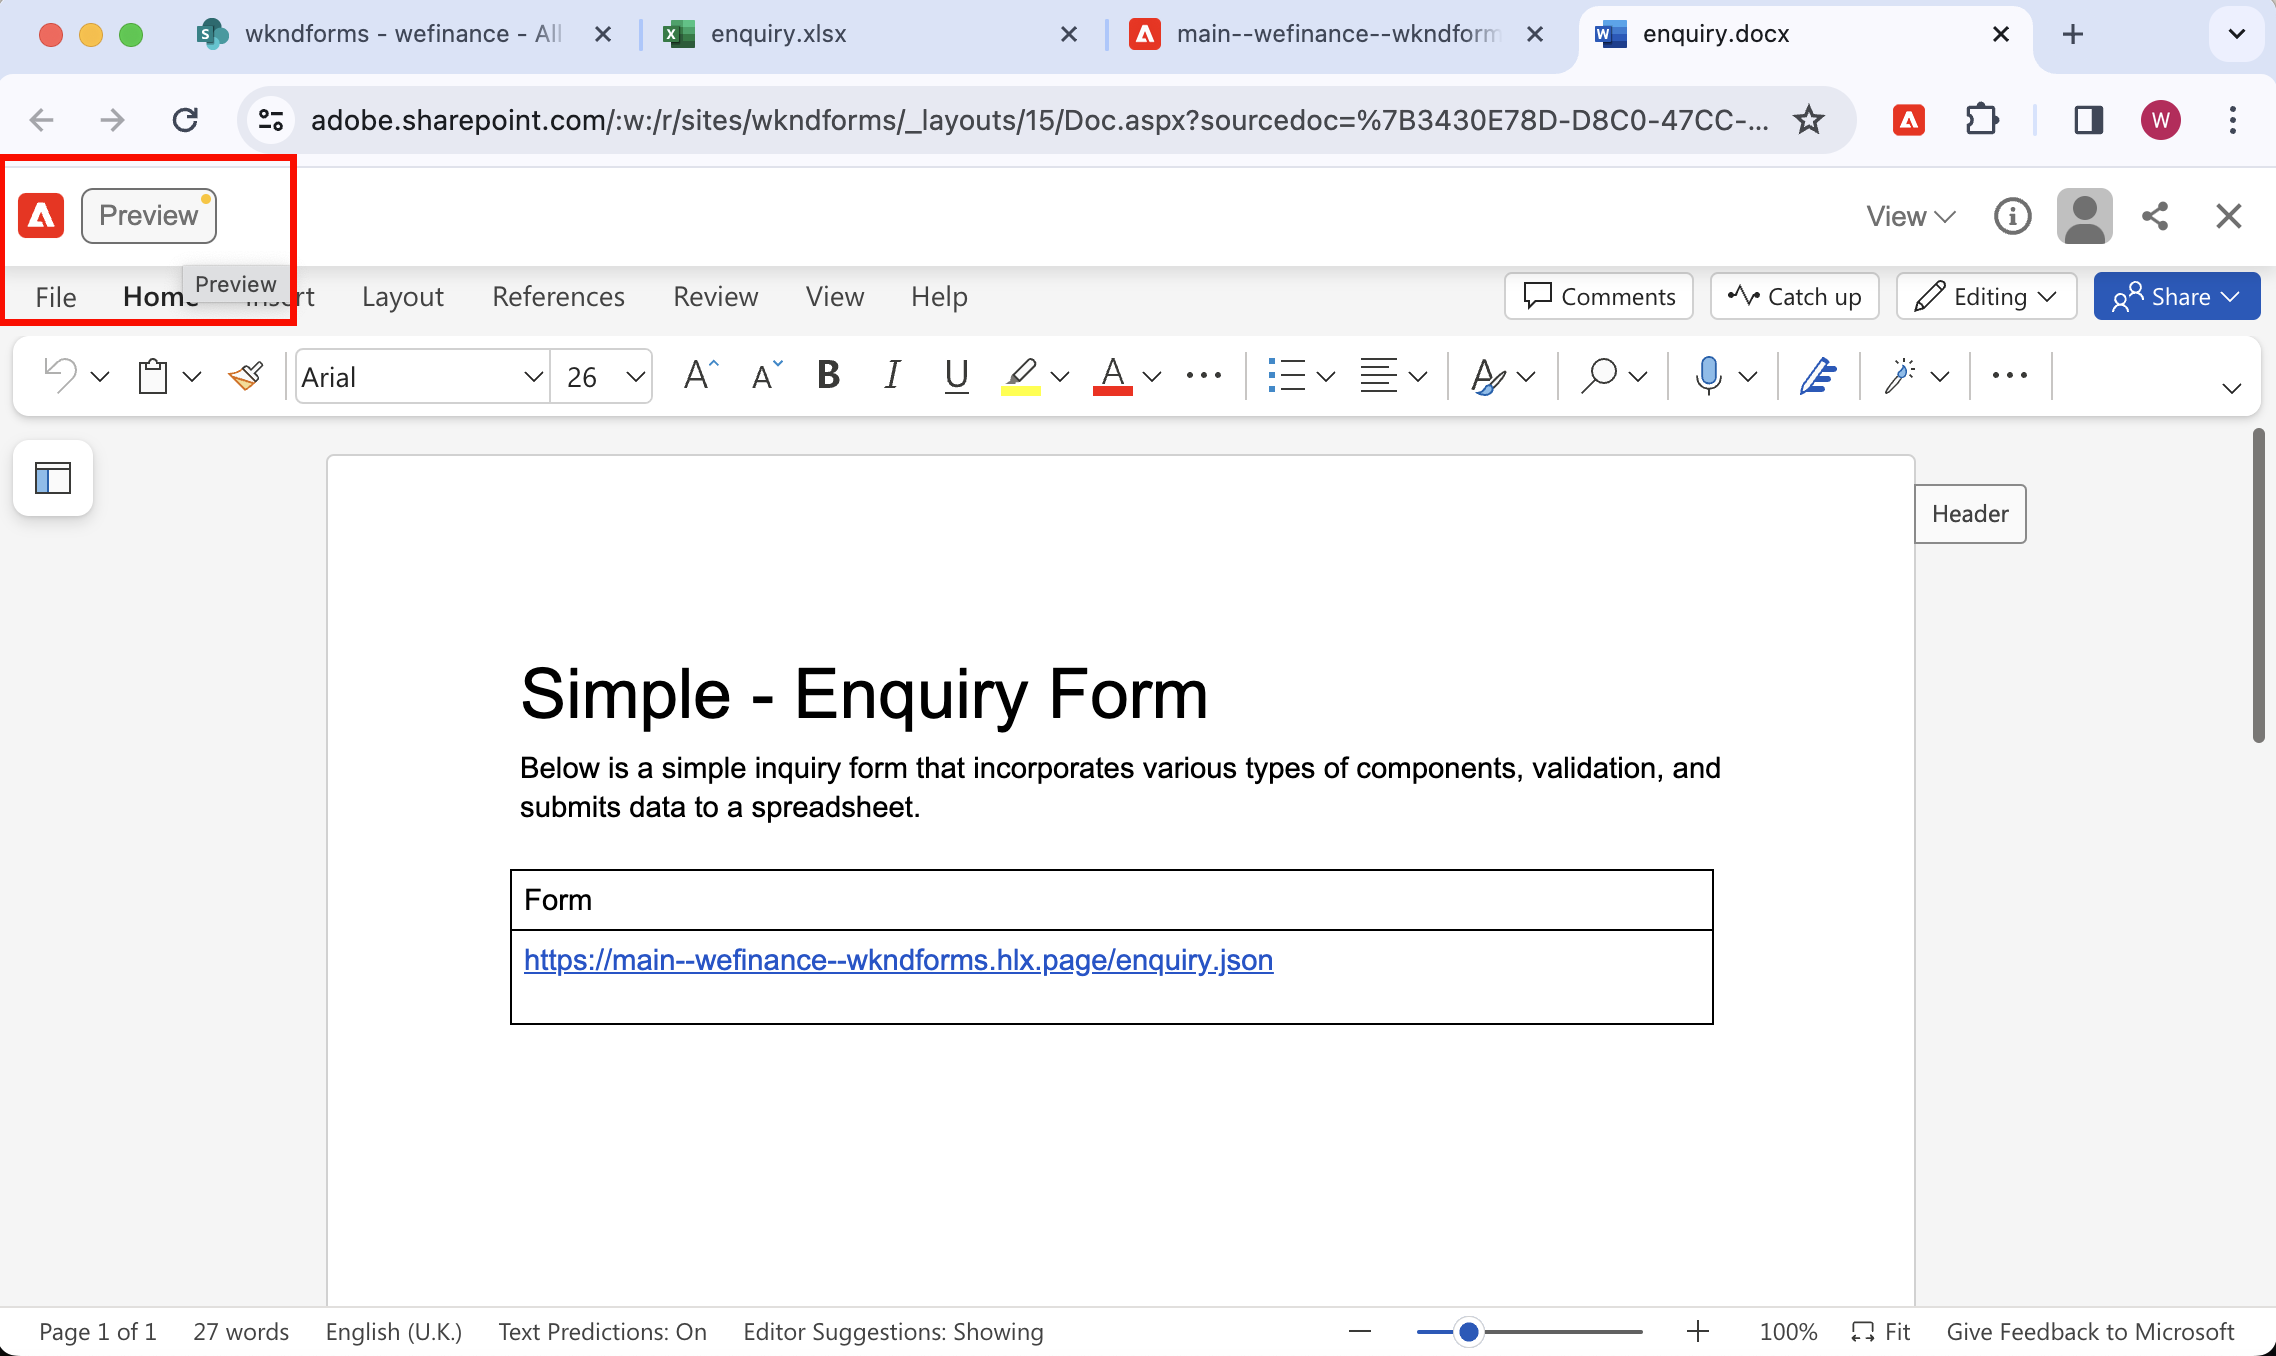 wkndforms - wefinance - All
enquiry.xlsx
main--wefinance--wkndform
enquiry.docx
adobe.sharepoint.com/:w:/r/sites/wkndforms/_layouts/15/Doc.aspx?sourcedoc=%7B3430E78D-D8C0-47CC-...
W
Preview
View
Preview
File Home Insert Layout References Review View Help
Comments Catch up Editing Share
Arial 26
Header
Simple - Enquiry Form
Below is a simple inquiry form that incorporates various types of components, validation, and
submits data to a spreadsheet.
Form
https://main--wefinance--wkndforms.hlx.page/enquiry.json
Page 1 of 1 27 words English (U.K.) Text Predictions: On Editor Suggestions: Showing 100% Fit Give Feedback to Microsoft